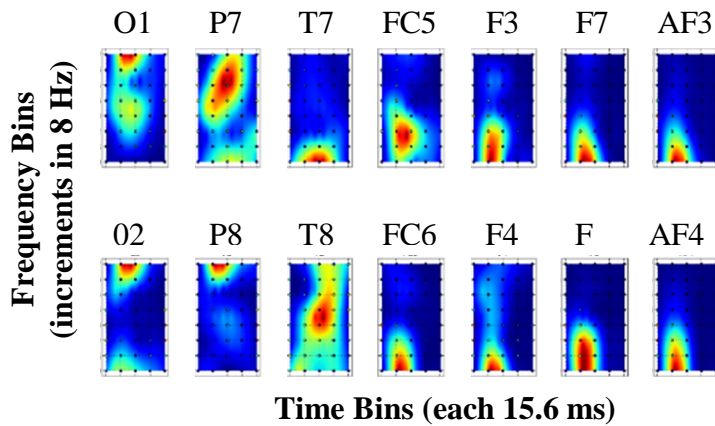 O1 P7 T7 FC5 F3 F7 AF3
Frequency Bins
(increments in 8 Hz)
02 P8 T8 FC6 F4 F AF4
Time Bins (each 15.6 ms)